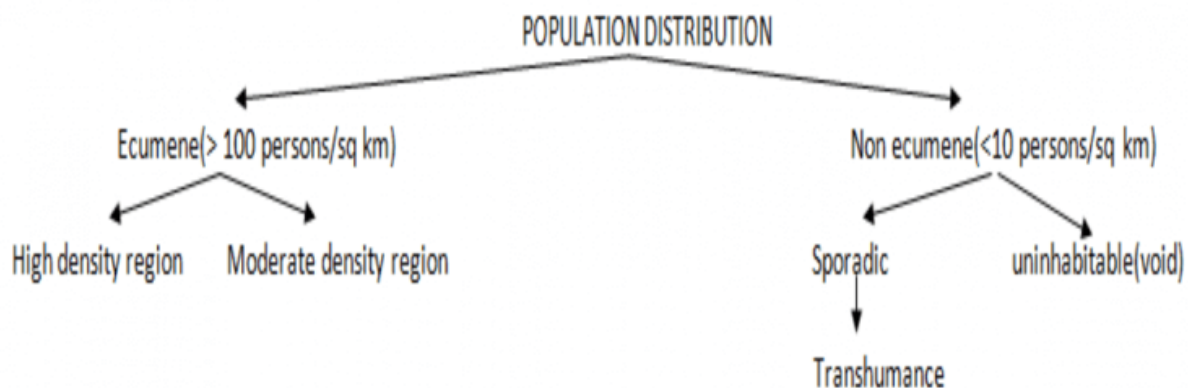 POPULATION DISTRIBUTION
Ecumene(> 100 persons/sq km)
Non ecumene(<10 persons/sq km)
High density region
Moderate density region
Sporadic
uninhabitable(void)
Transhumance